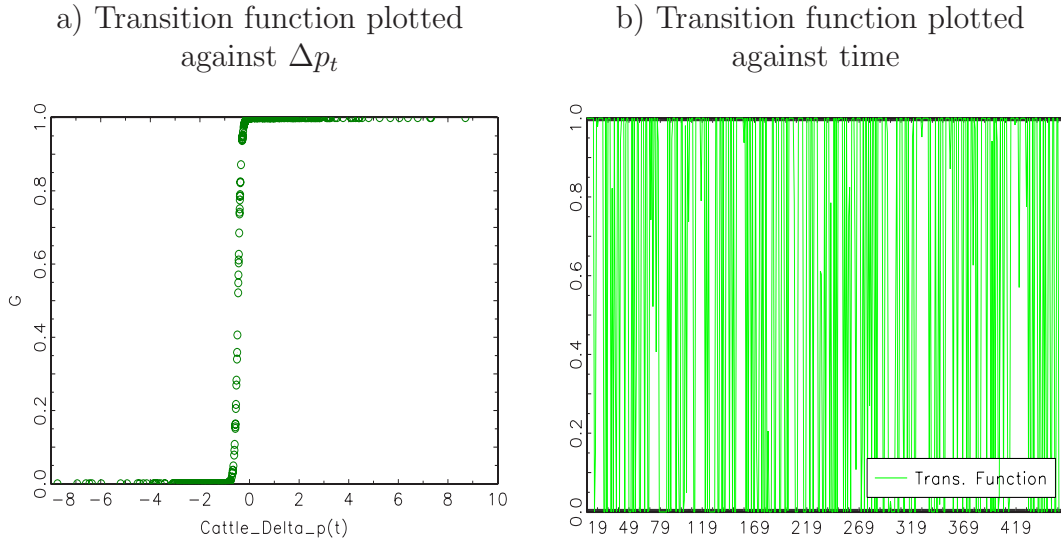 a) Transition function plotted
against Δp_t
b) Transition function plotted
against time
G
0.0 0.2 0.4 0.6 0.8 1.0
−8 −6 −4 −2 0 2 4 6 8 10
Cattle_Delta_p(t)
0.0 0.2 0.4 0.6 0.8 1.0
Trans. Function
19 49 79 119 169 219 269 319 369 419